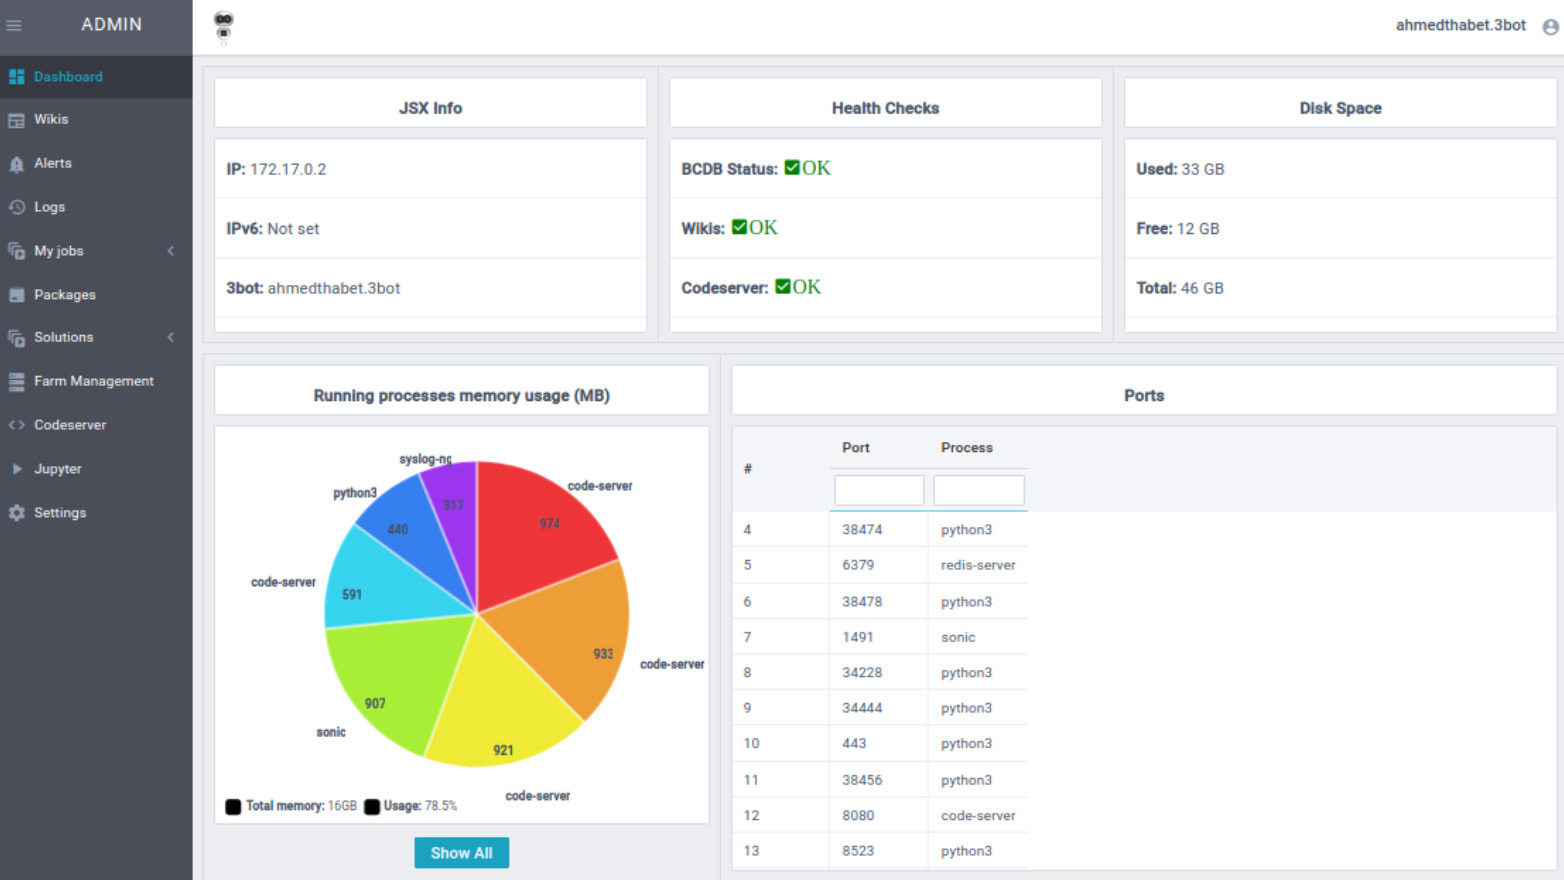 ADMIN
ahmedthabet.3bot
Dashboard
Wikis
Alerts
Logs
My jobs
Packages
Solutions
Farm Management
Codeserver
Jupyter
Settings
JSX Info
IP: 172.17.0.2
IPv6: Not set
3bot: ahmedthabet.3bot
Health Checks
BCDB Status: OK
Wikis: OK
Codeserver: OK
Disk Space
Used: 33 GB
Free: 12 GB
Total: 46 GB
Running processes memory usage (MB)
syslog-ng
317
code-server
974
python3
440
code-server
591
code-server
933
907
sonic
921
code-server
Total memory: 16GB Usage: 78.5%
Show All
Ports
# Port Process
4 38474 python3
5 6379 redis-server
6 38478 python3
7 1491 sonic
8 34228 python3
9 34444 python3
10 443 python3
11 38456 python3
12 8080 code-server
13 8523 python3